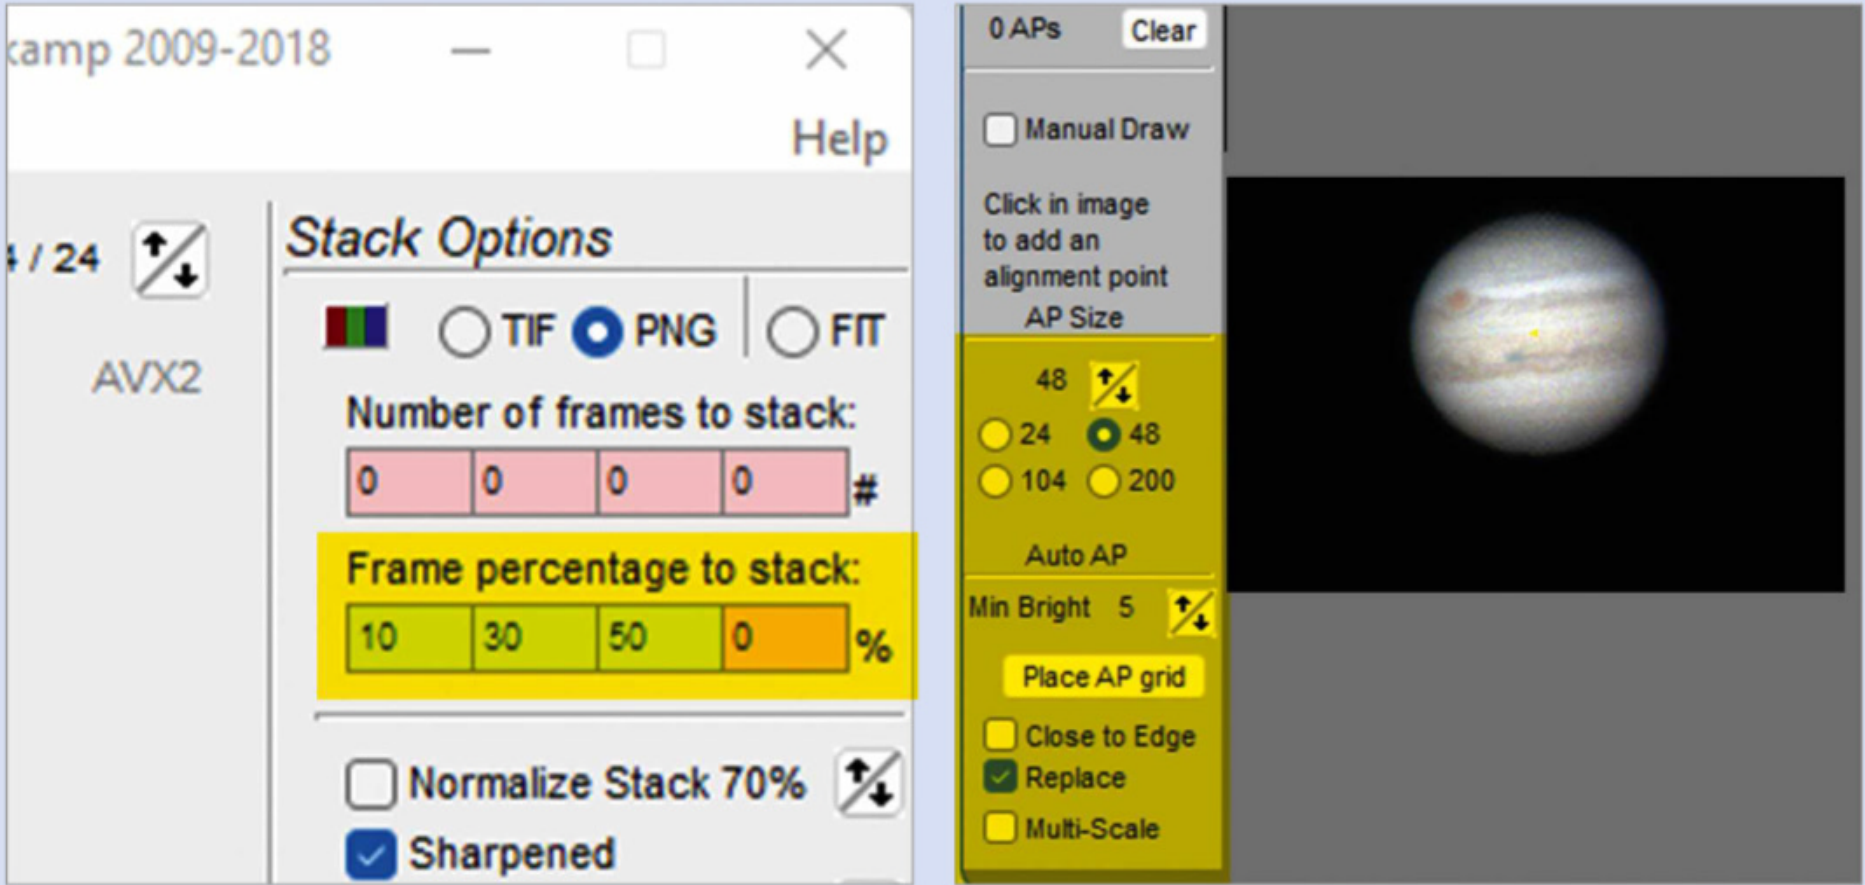 kamp 2009-2018
Help
4 / 24
Stack Options
TIF PNG FIT
AVX2
Number of frames to stack:
0 0 0 0 #
Frame percentage to stack:
10 30 50 0 %
Normalize Stack 70%
Sharpened
0 APs Clear
Manual Draw
Click in image
to add an
alignment point
AP Size
48
24 48
104 200
Auto AP
Min Bright 5
Place AP grid
Close to Edge
Replace
Multi-Scale